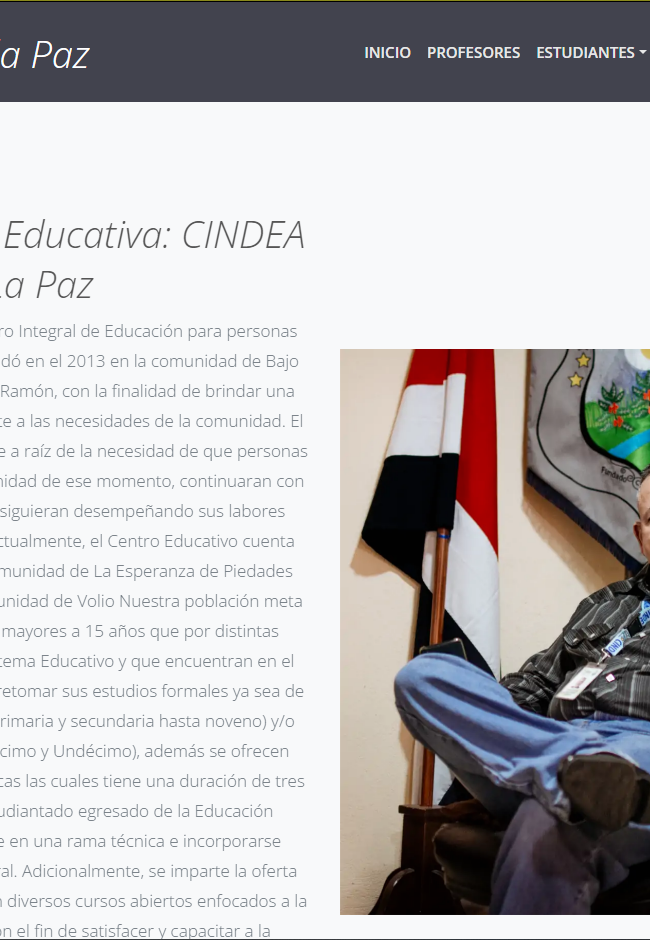 la Paz
INICIO PROFESORES ESTUDIANTES
Educativa: CINDEA
La Paz
ro Integral de Educación para personas
dó en el 2013 en la comunidad de Bajo
Ramón, con la finalidad de brindar una
te a las necesidades de la comunidad. El
e a raíz de la necesidad de que personas
nidad de ese momento, continuaran con
siguieran desempeñando sus labores
ctualmente, el Centro Educativo cuenta
munidad de La Esperanza de Piedades
unidad de Volio Nuestra población meta
mayores a 15 años que por distintas
tema Educativo y que encuentran en el
retomar sus estudios formales ya sea de
rimaria y secundaria hasta noveno) y/o
cimo y Undécimo), además se ofrecen
cas las cuales tiene una duración de tres
udiantado egresado de la Educación
e en una rama técnica e incorporarse
al. Adicionalmente, se imparte la oferta
n diversos cursos abiertos enfocados a la
on el fin de satisfacer y capacitar a la